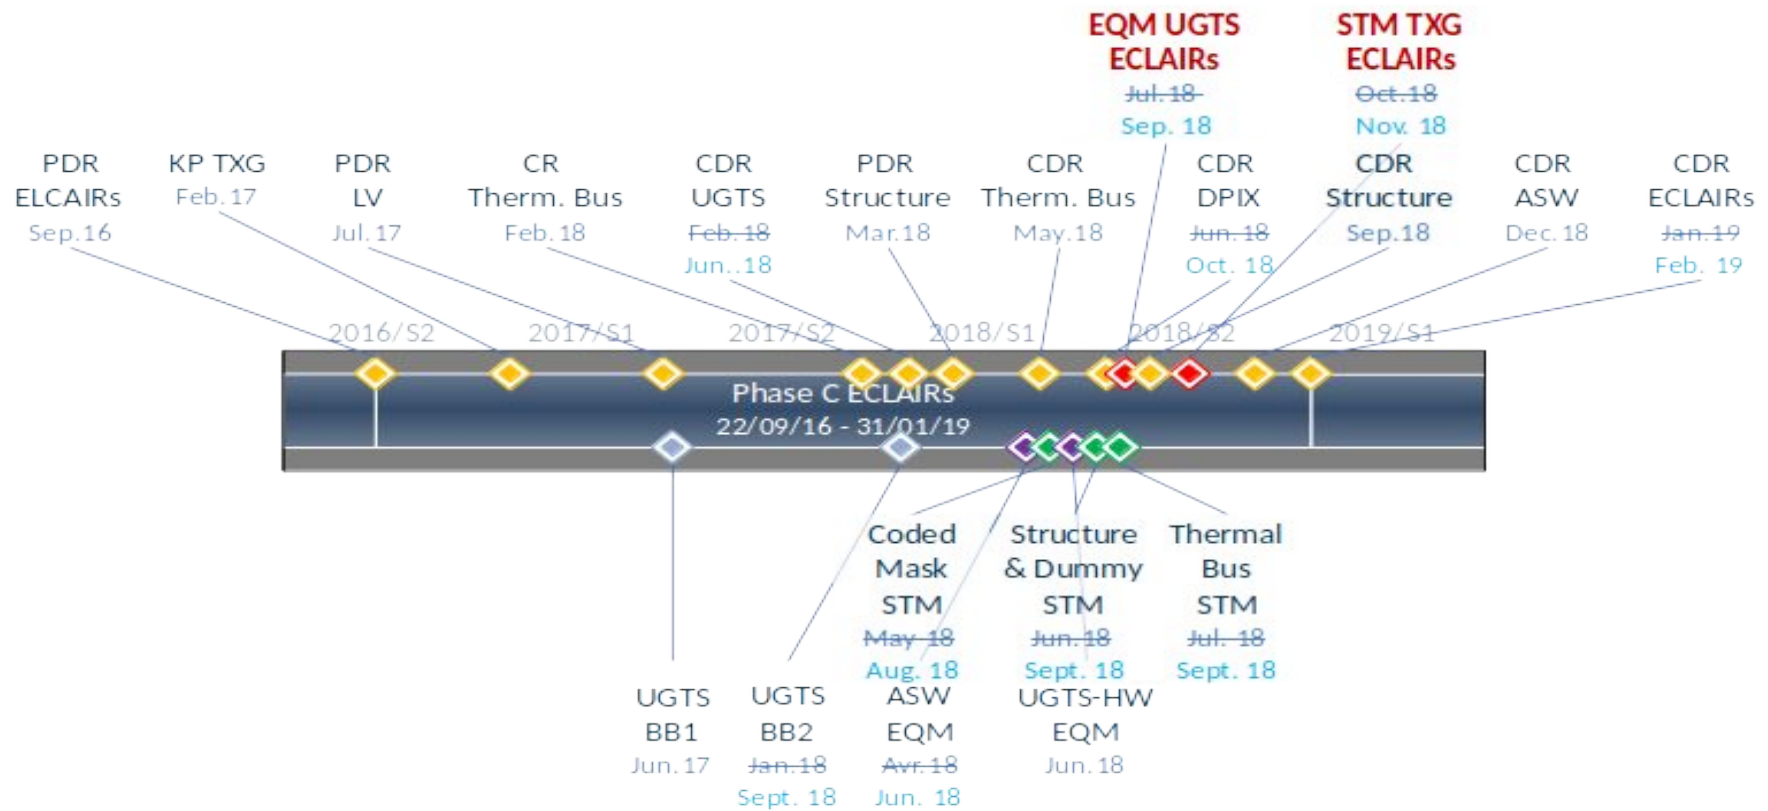 EQM UGTS
ECLAIRs
Jul.18
Sep. 18
STM TXG
ECLAIRs
Oct.18
Nov. 18
PDR
ELCAIRs
Sep.16
KP TXG
Feb.17
PDR
LV
Jul.17
CR
Therm. Bus
Feb.18
CDR
UGTS
Feb.18
Jun..18
PDR
Structure
Mar.18
CDR
Therm. Bus
May.18
CDR
DPIX
Jun.18
Oct. 18
CDR
Structure
Sep.18
CDR
ASW
Dec.18
CDR
ECLAIRs
Jan.19
Feb. 19
2016/S2
2017/S1
2017/S2
2018/S1
2018/S2
2019/S1
Phase C ECLAIRs
22/09/16 - 31/01/19
Coded
Mask
STM
May 18
Aug. 18
Structure
& Dummy
STM
Jun.18
Sept. 18
Thermal
Bus
STM
Jul. 18
Sept. 18
UGTS
BB1
Jun.17
UGTS
BB2
Jan.18
Sept. 18
ASW
EQM
Avr.18
Jun. 18
UGTS-HW
EQM
Jun.18